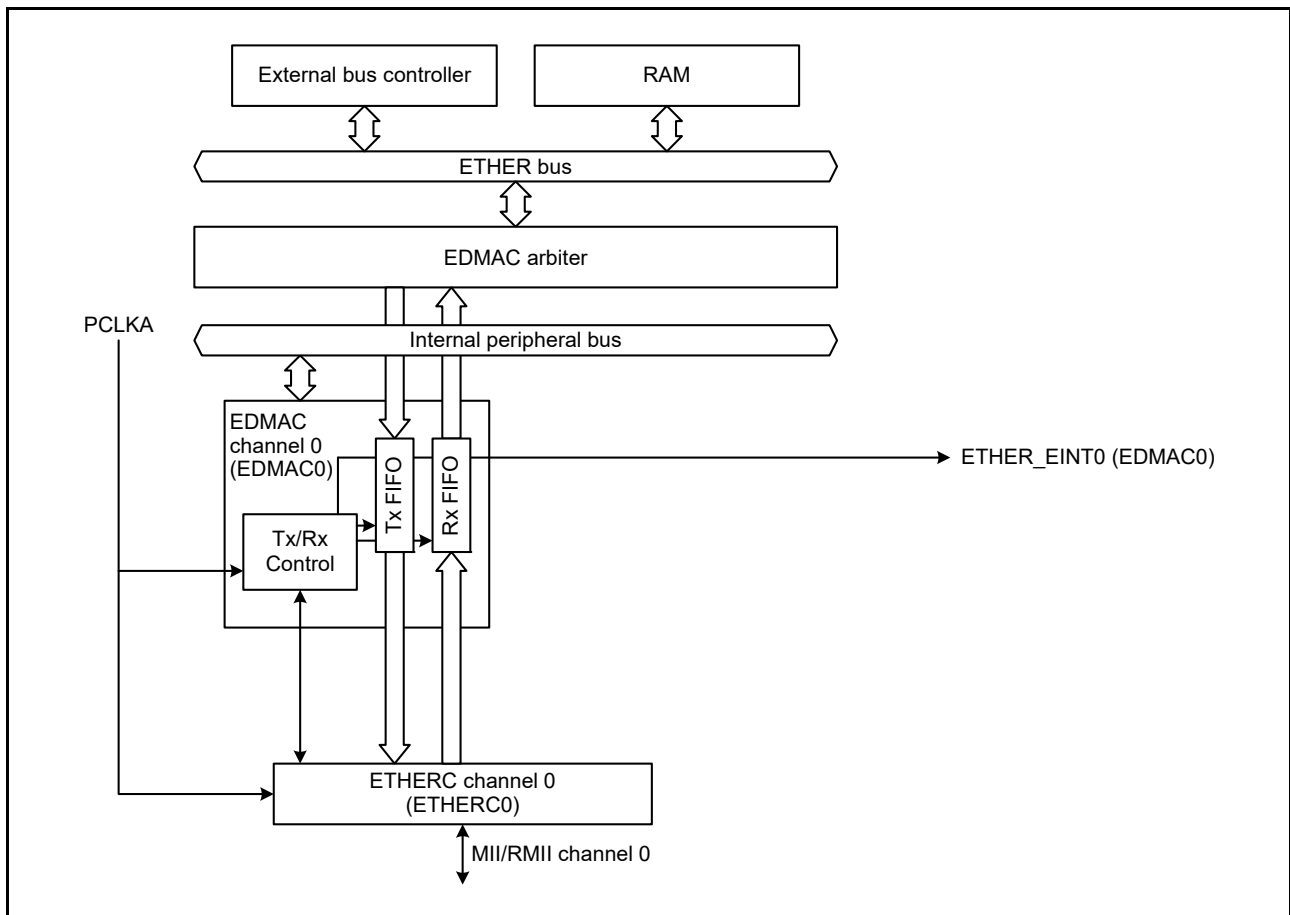 External bus controller
RAM
ETHER bus
EDMAC arbiter
PCLKA
Internal peripheral bus
EDMAC
channel 0
(EDMAC0)
Tx FIFO
Rx FIFO
ETHER_EINT0 (EDMAC0)
Tx/Rx
Control
ETHERC channel 0
(ETHERC0)
MII/RMII channel 0